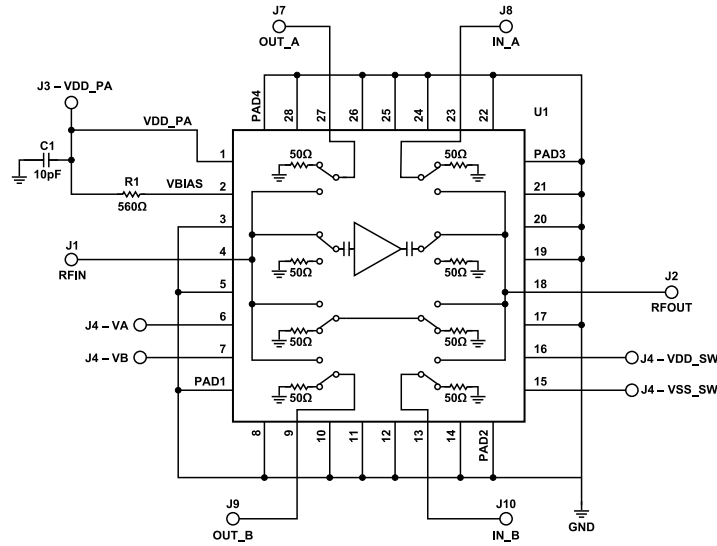 J7
OUT_A
J8
IN_A
J3 – VDD_PA
PAD4
28
27
26
25
24
23
22
U1
VDD_PA
C1
10pF
1
50Ω
50Ω
PAD3
R1
560Ω
VBIAS
2
21
3
20
J1
RFIN
4
19
50Ω
50Ω
5
18
J2
RFOUT
J4 – VA
6
17
50Ω
50Ω
J4 – VB
7
16
J4 – VDD_SW
PAD1
15
J4 – VSS_SW
50Ω
50Ω
8
9
10
11
12
13
14
PAD2
J9
OUT_B
J10
IN_B
GND